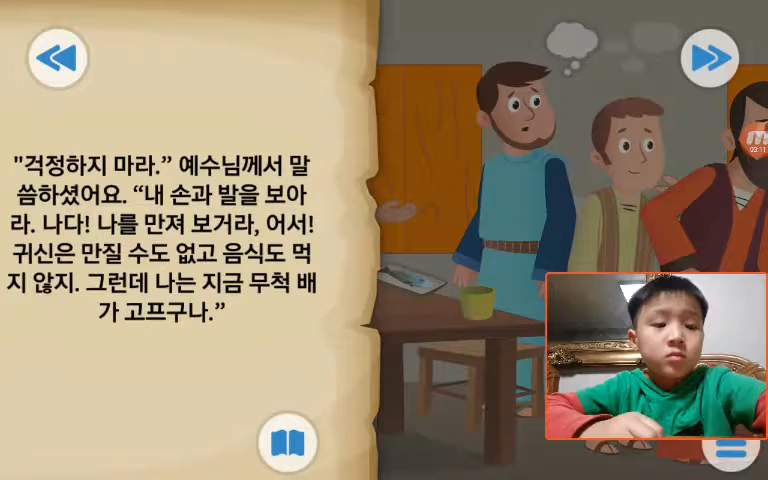 "걱정하지 마라.” 예수님께서 말
씀하셨어요. “내 손과 발을 보아
라. 나다! 나를 만져 보거라, 어서!
귀신은 만질 수도 없고 음식도 먹
지 않지. 그런데 나는 지금 무척 배
가 고프구나.”
03:11